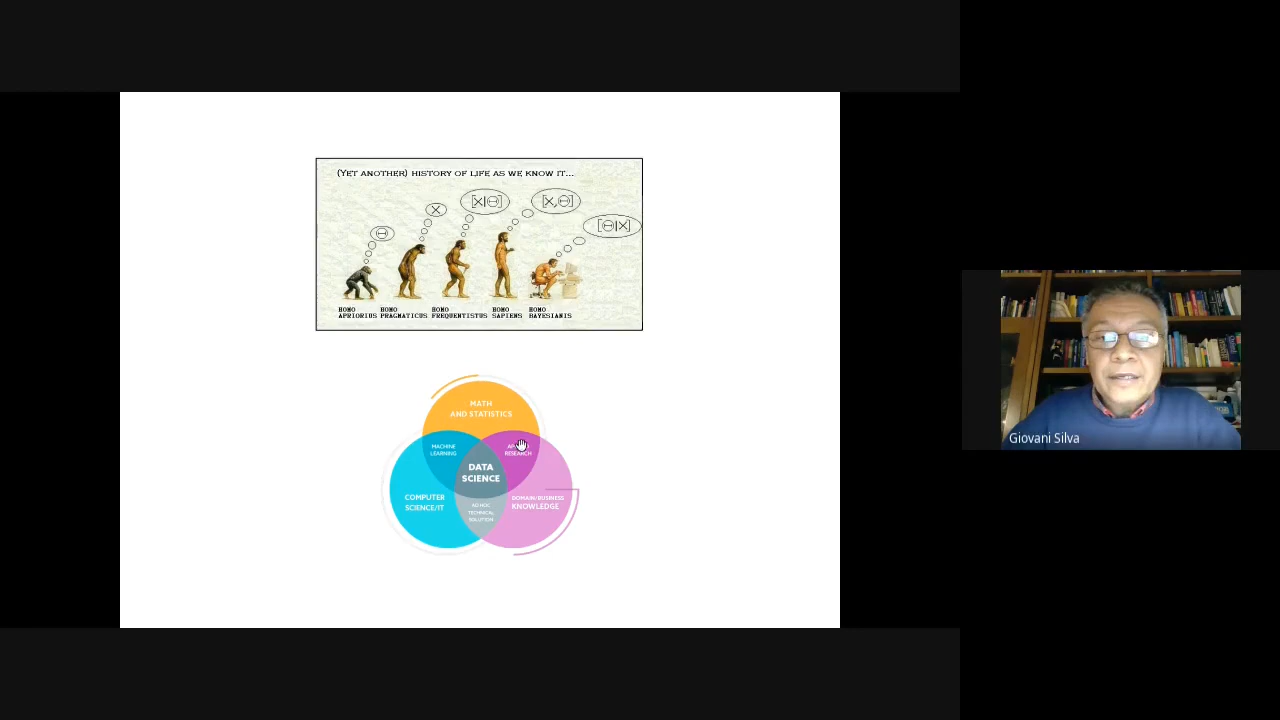 (YET ANOTHER) HISTORY OF LIFE AS WE KNOW IT...
Θ
X
[X|Θ]
[X,Θ]
[Θ|X]
HOMO APRIORIUS
HOMO PRAGMATICUS
HOMO FREQUENTISTUS
HOMO SAPIENS
HOMO BAYESIANIS
MATH
AND STATISTICS
MACHINE
LEARNING
RESEARCH
DATA
SCIENCE
COMPUTER
SCIENCE/IT
DOMAIN/BUSINESS
KNOWLEDGE
AD HOC
TECHNICAL
SOLUTION
Giovani Silva